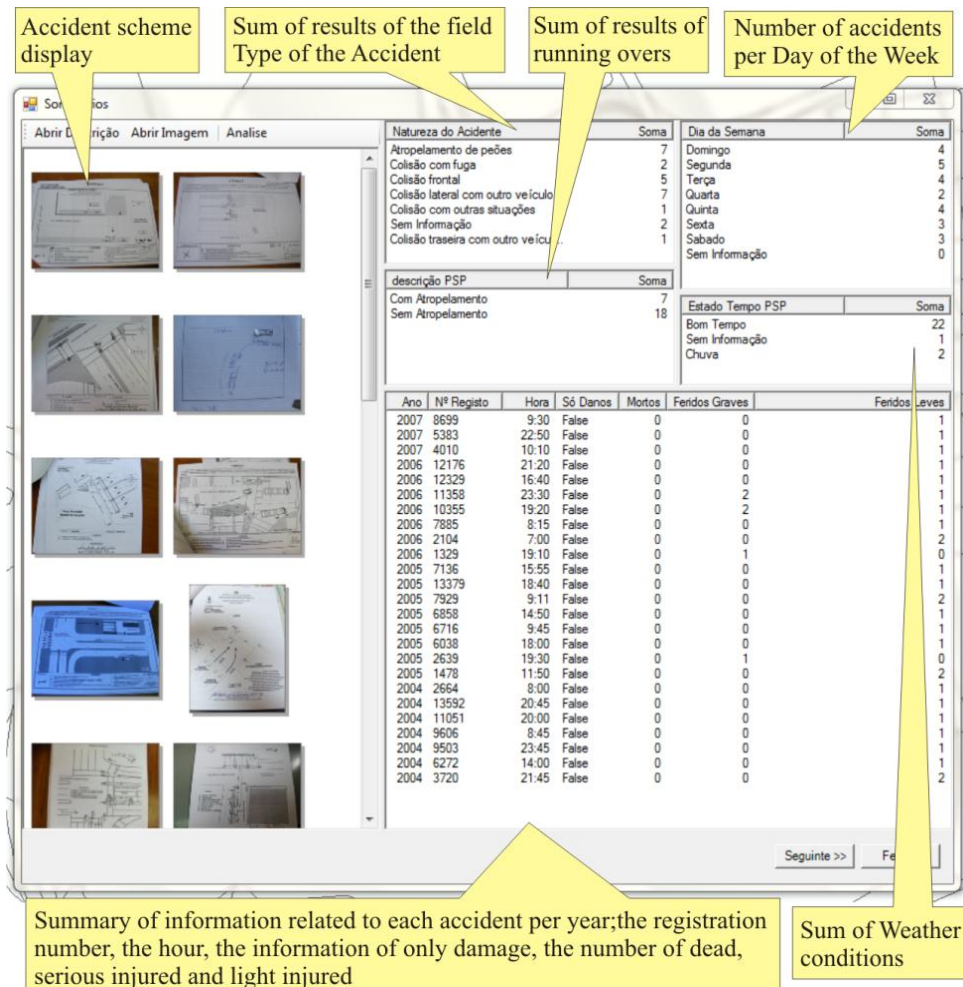 Accident scheme
display
Sum of results of the field
Type of the Accident
Sum of results of
running overs
Number of accidents
per Day of the Week
Abrir Imagem Analise
Natureza do Acidente Soma
Atropelamento de peões 7
Colisão com fuga 2
Colisão frontal 5
Colisão lateral com outro veículo 7
Colisão com outras situações 1
Sem Informação 2
Colisão traseira com outro veícu... 1
Dia da Semana Soma
Domingo 4
Segunda 5
Terça 4
Quarta 2
Quinta 4
Sexta 3
Sabado 3
Sem Informação 0
descrição PSP Soma
Com Atropelamento 7
Sem Atropelamento 18
Estado Tempo PSP Soma
Bom Tempo 22
Sem Informação 1
Chuva 2
Ano Nº Registo Hora Só Danos Mortos Feridos Graves Feridos Leves
2007 8699 9:30 False 0 0 1
2007 5383 22:50 False 0 0 1
2007 4010 10:10 False 0 0 1
2006 12176 21:20 False 0 0 1
2006 12329 16:40 False 0 0 1
2006 11358 23:30 False 0 2 1
2006 10355 19:20 False 0 2 1
2006 7885 8:15 False 0 0 1
2006 2104 7:00 False 0 0 2
2006 1329 19:10 False 0 1 0
2005 7136 15:55 False 0 0 1
2005 13379 18:40 False 0 0 1
2005 7929 9:11 False 0 0 2
2005 6858 14:50 False 0 0 1
2005 6716 9:45 False 0 0 1
2005 6038 18:00 False 0 0 1
2005 2639 19:30 False 0 1 0
2005 1478 11:50 False 0 0 2
2004 2664 8:00 False 0 0 1
2004 13592 20:45 False 0 0 1
2004 11051 20:00 False 0 0 1
2004 9606 8:45 False 0 0 1
2004 9503 23:45 False 0 0 1
2004 6272 14:00 False 0 0 1
2004 3720 21:45 False 0 0 2
Seguinte >>
Summary of information related to each accident per year;the registration
number, the hour, the information of only damage, the number of dead,
serious injured and light injured
Sum of Weather
conditions